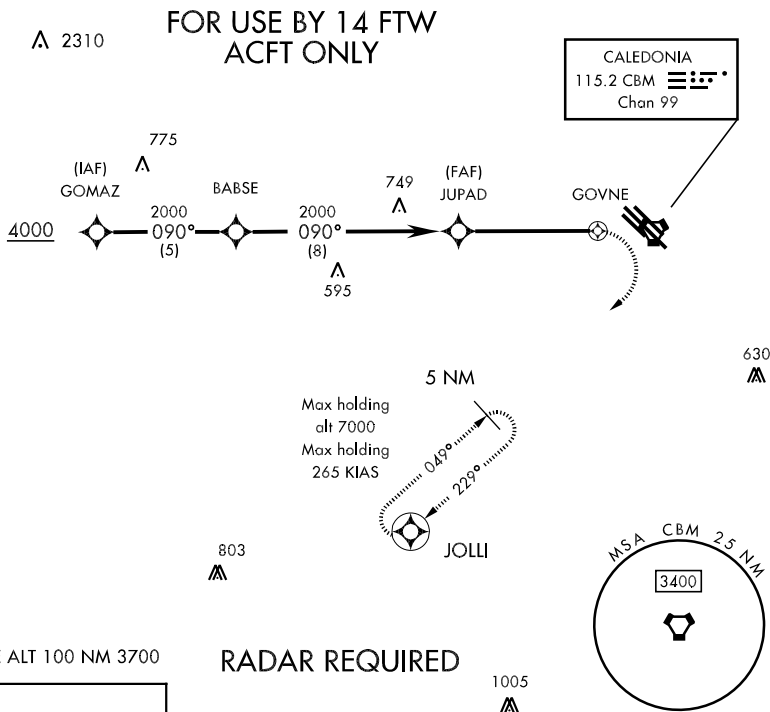 FOR USE BY 14 FTW
ACFT ONLY
2310
CALEDONIA
115.2 CBM
Chan 99
775
(IAF)
GOMAZ
BABSE
749
(FAF)
JUPAD
GOVNE
4000
2000
090°
(5)
2000
090°
(8)
595
630
5 NM
Max holding
alt 7000
Max holding
265 KIAS
049°
229°
JOLLI
803
MSA CBM 25 NM
3400
ALT 100 NM 3700
RADAR REQUIRED
1005